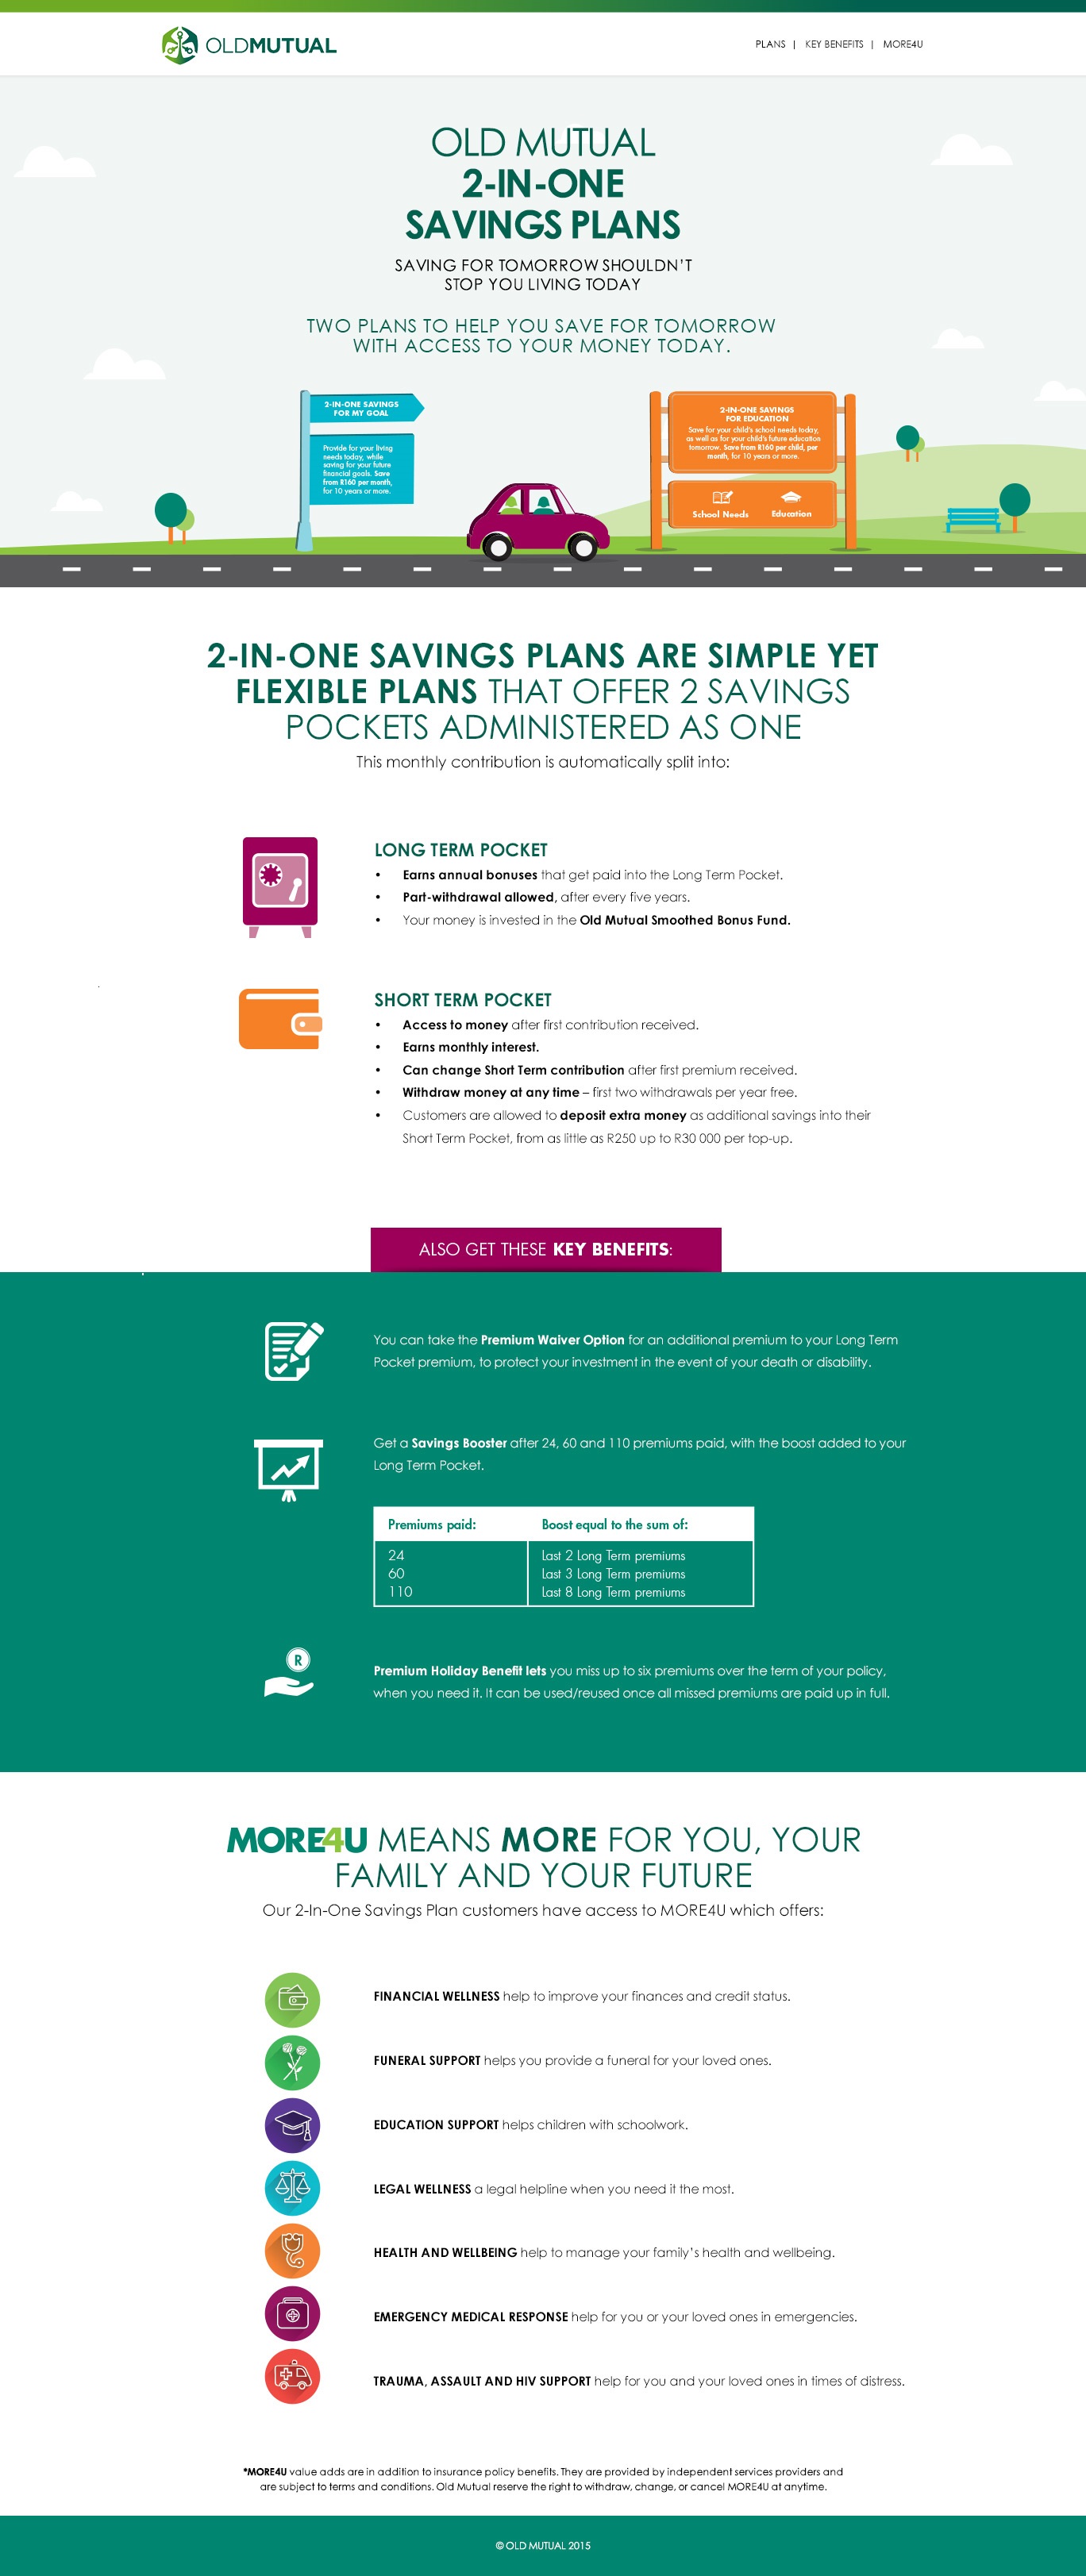 OLDMUTUAL
PLANS | KEY BENEFITS | MORE4U
OLD MUTUAL
2-IN-ONE
SAVINGS PLANS
SAVING FOR TOMORROW SHOULDN'T
STOP YOU LIVING TODAY
TWO PLANS TO HELP YOU SAVE FOR TOMORROW
WITH ACCESS TO YOUR MONEY TODAY.
2-IN-ONE SAVINGS
FOR MY GOAL
Provide for your living
needs today, while
saving for your future
financial goals. Save
from R160 per month,
for 10 years or more.
2-IN-ONE SAVINGS
FOR EDUCATION
Save for your child's school needs today,
as well as for your child's future education
tomorrow. Save from R160 per child, per
month, for 10 years or more.
School Needs Education
2-IN-ONE SAVINGS PLANS ARE SIMPLE YET
FLEXIBLE PLANS THAT OFFER 2 SAVINGS
POCKETS ADMINISTERED AS ONE
This monthly contribution is automatically split into:
LONG TERM POCKET
• Earns annual bonuses that get paid into the Long Term Pocket.
• Part-withdrawal allowed, after every five years.
• Your money is invested in the Old Mutual Smoothed Bonus Fund.
SHORT TERM POCKET
• Access to money after first contribution received.
• Earns monthly interest.
• Can change Short Term contribution after first premium received.
• Withdraw money at any time – first two withdrawals per year free.
• Customers are allowed to deposit extra money as additional savings into their
Short Term Pocket, from as little as R250 up to R30 000 per top-up.
ALSO GET THESE KEY BENEFITS:
You can take the Premium Waiver Option for an additional premium to your Long Term
Pocket premium, to protect your investment in the event of your death or disability.
Get a Savings Booster after 24, 60 and 110 premiums paid, with the boost added to your
Long Term Pocket.
Premiums paid: Boost equal to the sum of:
24 Last 2 Long Term premiums
60 Last 3 Long Term premiums
110 Last 8 Long Term premiums
R
Premium Holiday Benefit lets you miss up to six premiums over the term of your policy,
when you need it. It can be used/reused once all missed premiums are paid up in full.
MORE4U MEANS MORE FOR YOU, YOUR
FAMILY AND YOUR FUTURE
Our 2-In-One Savings Plan customers have access to MORE4U which offers:
FINANCIAL WELLNESS help to improve your finances and credit status.
FUNERAL SUPPORT helps you provide a funeral for your loved ones.
EDUCATION SUPPORT helps children with schoolwork.
LEGAL WELLNESS a legal helpline when you need it the most.
HEALTH AND WELLBEING help to manage your family's health and wellbeing.
EMERGENCY MEDICAL RESPONSE help for you or your loved ones in emergencies.
TRAUMA, ASSAULT AND HIV SUPPORT help for you and your loved ones in times of distress.
*MORE4U value adds are in addition to insurance policy benefits. They are provided by independent services providers and
are subject to terms and conditions. Old Mutual reserve the right to withdraw, change, or cancel MORE4U at anytime.
© OLD MUTUAL 2015